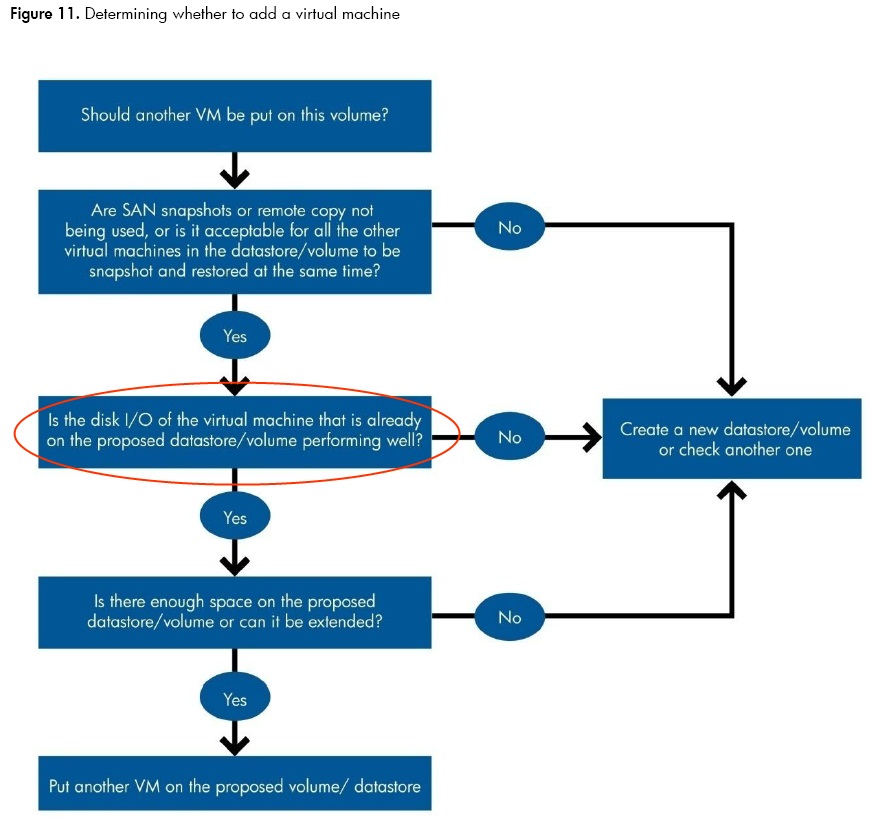 Figure 11. Determining whether to add a virtual machine
Should another VM be put on this volume?
Are SAN snapshots or remote copy not
being used, or is it acceptable for all the other
virtual machines in the datastore/volume to be
snapshot and restored at the same time?
No
Yes
Is the disk I/O of the virtual machine that is already
on the proposed datastore/volume performing well?
No
Create a new datastore/volume
or check another one
Yes
Is there enough space on the proposed
datastore/volume or can it be extended?
No
Yes
Put another VM on the proposed volume/ datastore